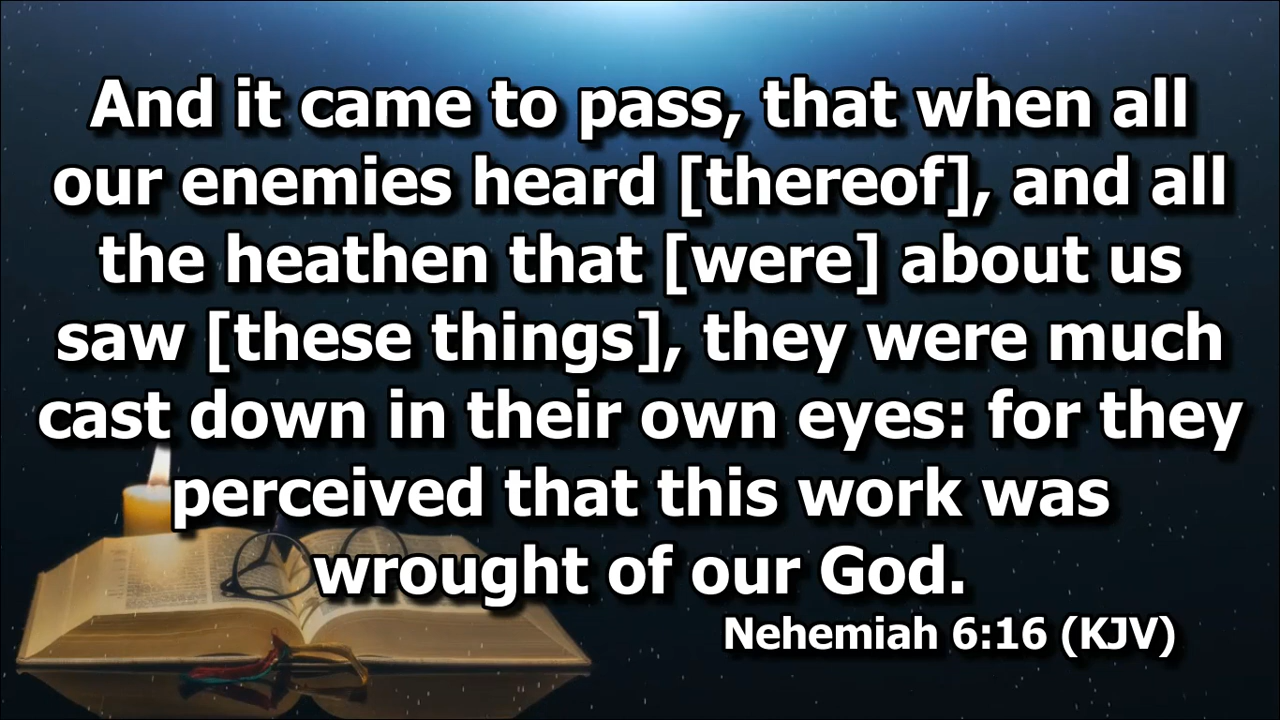 And it came to pass, that when all
our enemies heard [thereof], and all
the heathen that [were] about us
saw [these things], they were much
cast down in their own eyes: for they
perceived that this work was
wrought of our God.
Nehemiah 6:16 (KJV)